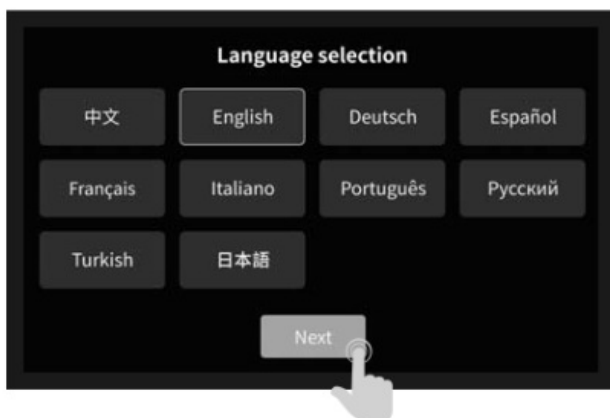 Language selection
中文 English Deutsch Español
Français Italiano Português Русский
Turkish 日本語
Next